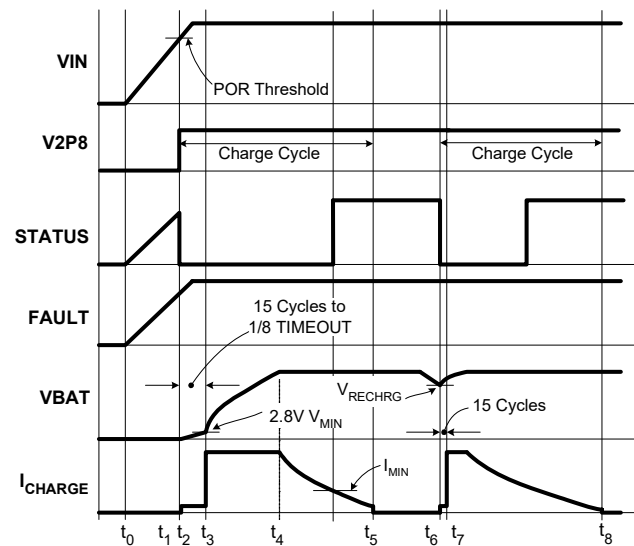 VIN
POR Threshold
V2P8
Charge Cycle
Charge Cycle
STATUS
FAULT
15 Cycles to
1/8 TIMEOUT
VBAT
VRECHRG
2.8V VMIN
15 Cycles
ICHARGE
IMIN
t0 t1 t2 t3 t4 t5 t6 t7 t8